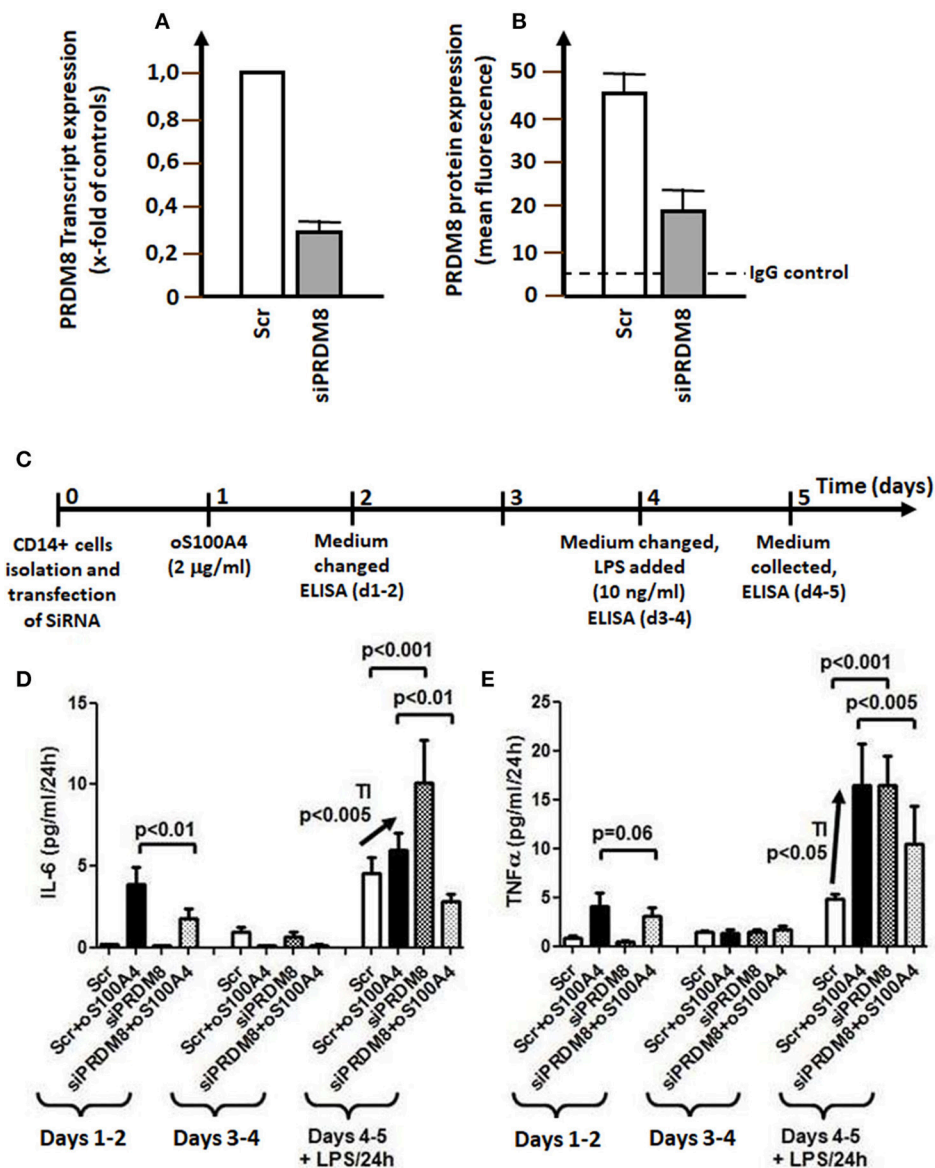 A
PRDM8 Transcript expression
(x-fold of controls)
1,0
0,8
0,6
0,4
0,2
0
Scr
siPRDM8
B
PRDM8 protein expression
(mean fluorescence)
50
40
30
20
10
0
IgG control
Scr
siPRDM8
C
0
1
2
3
4
5
Time (days)
CD14+ cells
isolation and
transfection
of SiRNA
oS100A4
(2 µg/ml)
Medium
changed
ELISA (d1-2)
Medium changed,
LPS added
(10 ng/ml)
ELISA (d3-4)
Medium
collected,
ELISA (d4-5)
D
IL-6 (pg/ml/24h)
15
10
5
0
p<0.01
p<0.001
p<0.01
TI
p<0.005
Scr
Scr+oS100A4
siPRDM8
siPRDM8+oS100A4
Scr
Scr+oS100A4
siPRDM8
siPRDM8+oS100A4
Scr
Scr+oS100A4
siPRDM8
siPRDM8+oS100A4
Days 1-2
Days 3-4
Days 4-5
+ LPS/24h
E
TNFα (pg/ml/24h)
25
20
15
10
5
0
p=0.06
p<0.001
p<0.005
TI
p<0.05
Scr
Scr+oS100A4
siPRDM8
siPRDM8+oS100A4
Scr
Scr+oS100A4
siPRDM8
siPRDM8+oS100A4
Scr
Scr+oS100A4
siPRDM8
siPRDM8+oS100A4
Days 1-2
Days 3-4
Days 4-5
+ LPS/24h